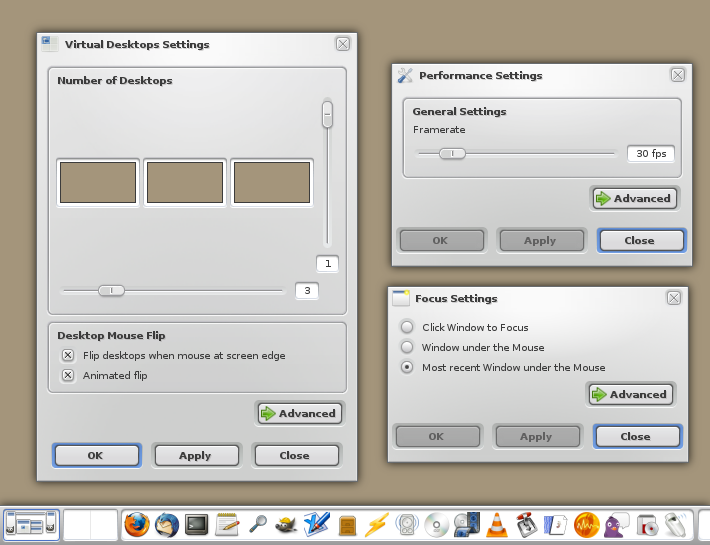 Virtual Desktops Settings
Number of Desktops
1
3
Desktop Mouse Flip
Flip desktops when mouse at screen edge
Animated flip
Advanced
OK
Apply
Close
Performance Settings
General Settings
Framerate
30 fps
Advanced
OK
Apply
Close
Focus Settings
Click Window to Focus
Window under the Mouse
Most recent Window under the Mouse
Advanced
OK
Apply
Close